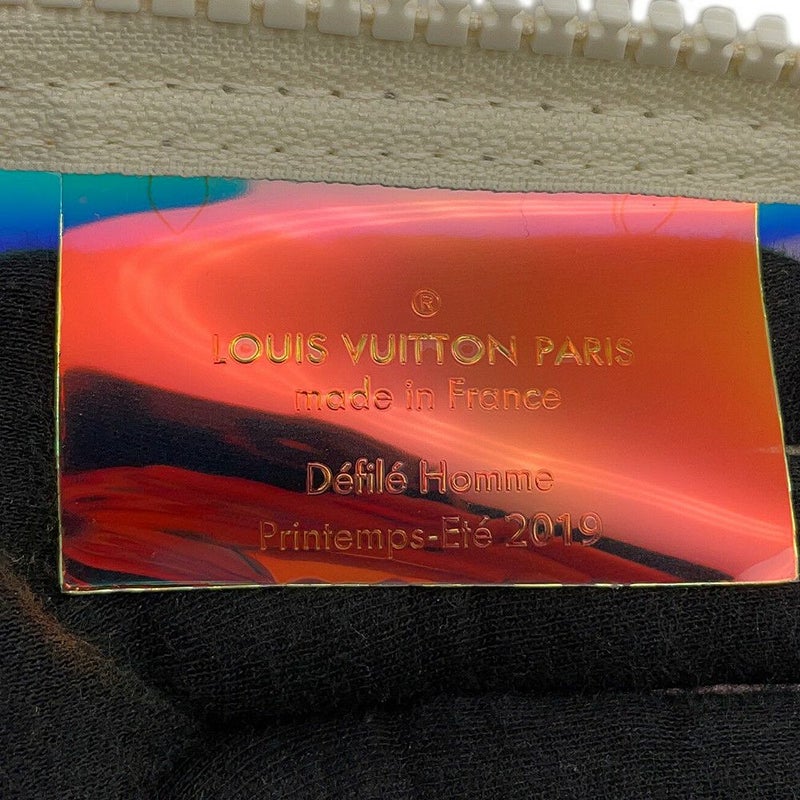 ®
LOUIS VUITTON PARIS
made in France
Défilé Homme
Printemps-Eté 2019